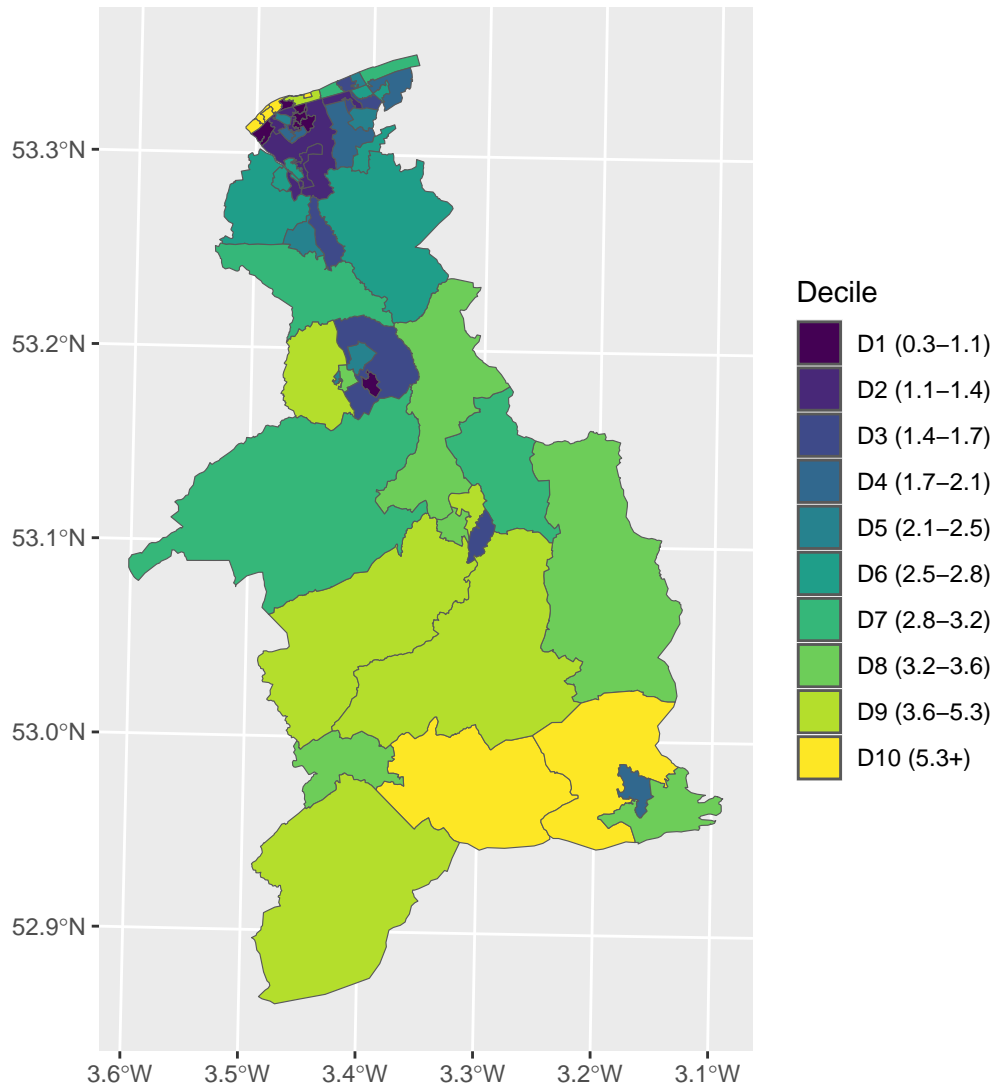 53.3°N
53.2°N
53.1°N
53.0°N
52.9°N
3.6°W 3.5°W 3.4°W 3.3°W 3.2°W 3.1°W
Decile
D1 (0.3–1.1)
D2 (1.1–1.4)
D3 (1.4–1.7)
D4 (1.7–2.1)
D5 (2.1–2.5)
D6 (2.5–2.8)
D7 (2.8–3.2)
D8 (3.2–3.6)
D9 (3.6–5.3)
D10 (5.3+)